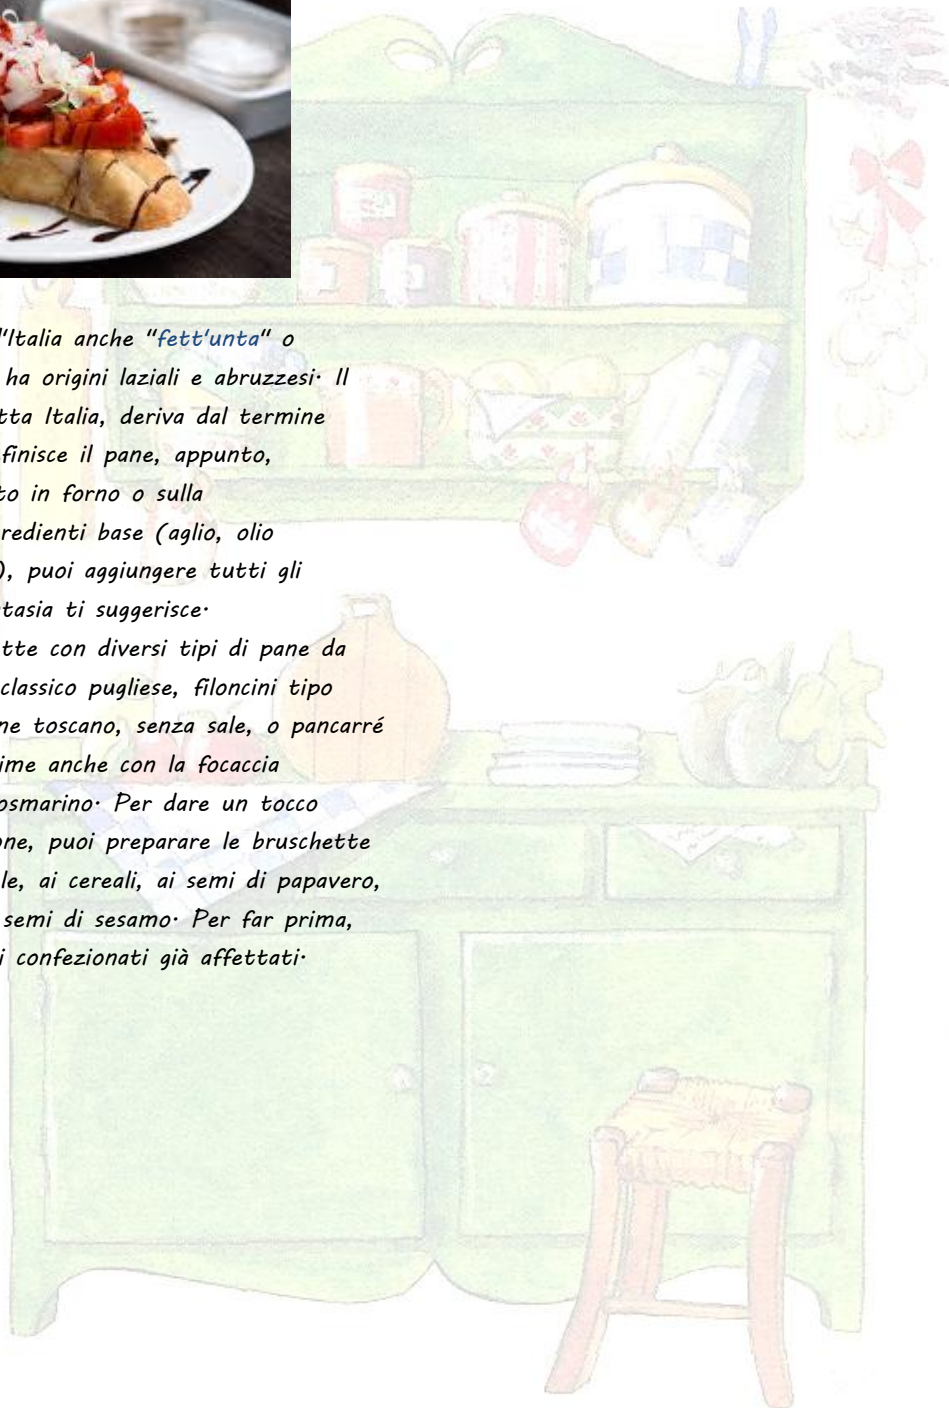 l'Italia anche "fett'unta" o
ha origini laziali e abruzzesi. Il
tta Italia, deriva dal termine
finisce il pane, appunto,
to in forno o sulla
redienti base (aglio, olio
), puoi aggiungere tutti gli
tasia ti suggerisce.
tte con diversi tipi di pane da
classico pugliese, filoncini tipo
ne toscano, senza sale, o pancarré
ime anche con la focaccia
osmarino. Per dare un tocco
one, puoi preparare le bruschette
le, ai cereali, ai semi di papavero,
semi di sesamo. Per far prima,
i confezionati già affettati.